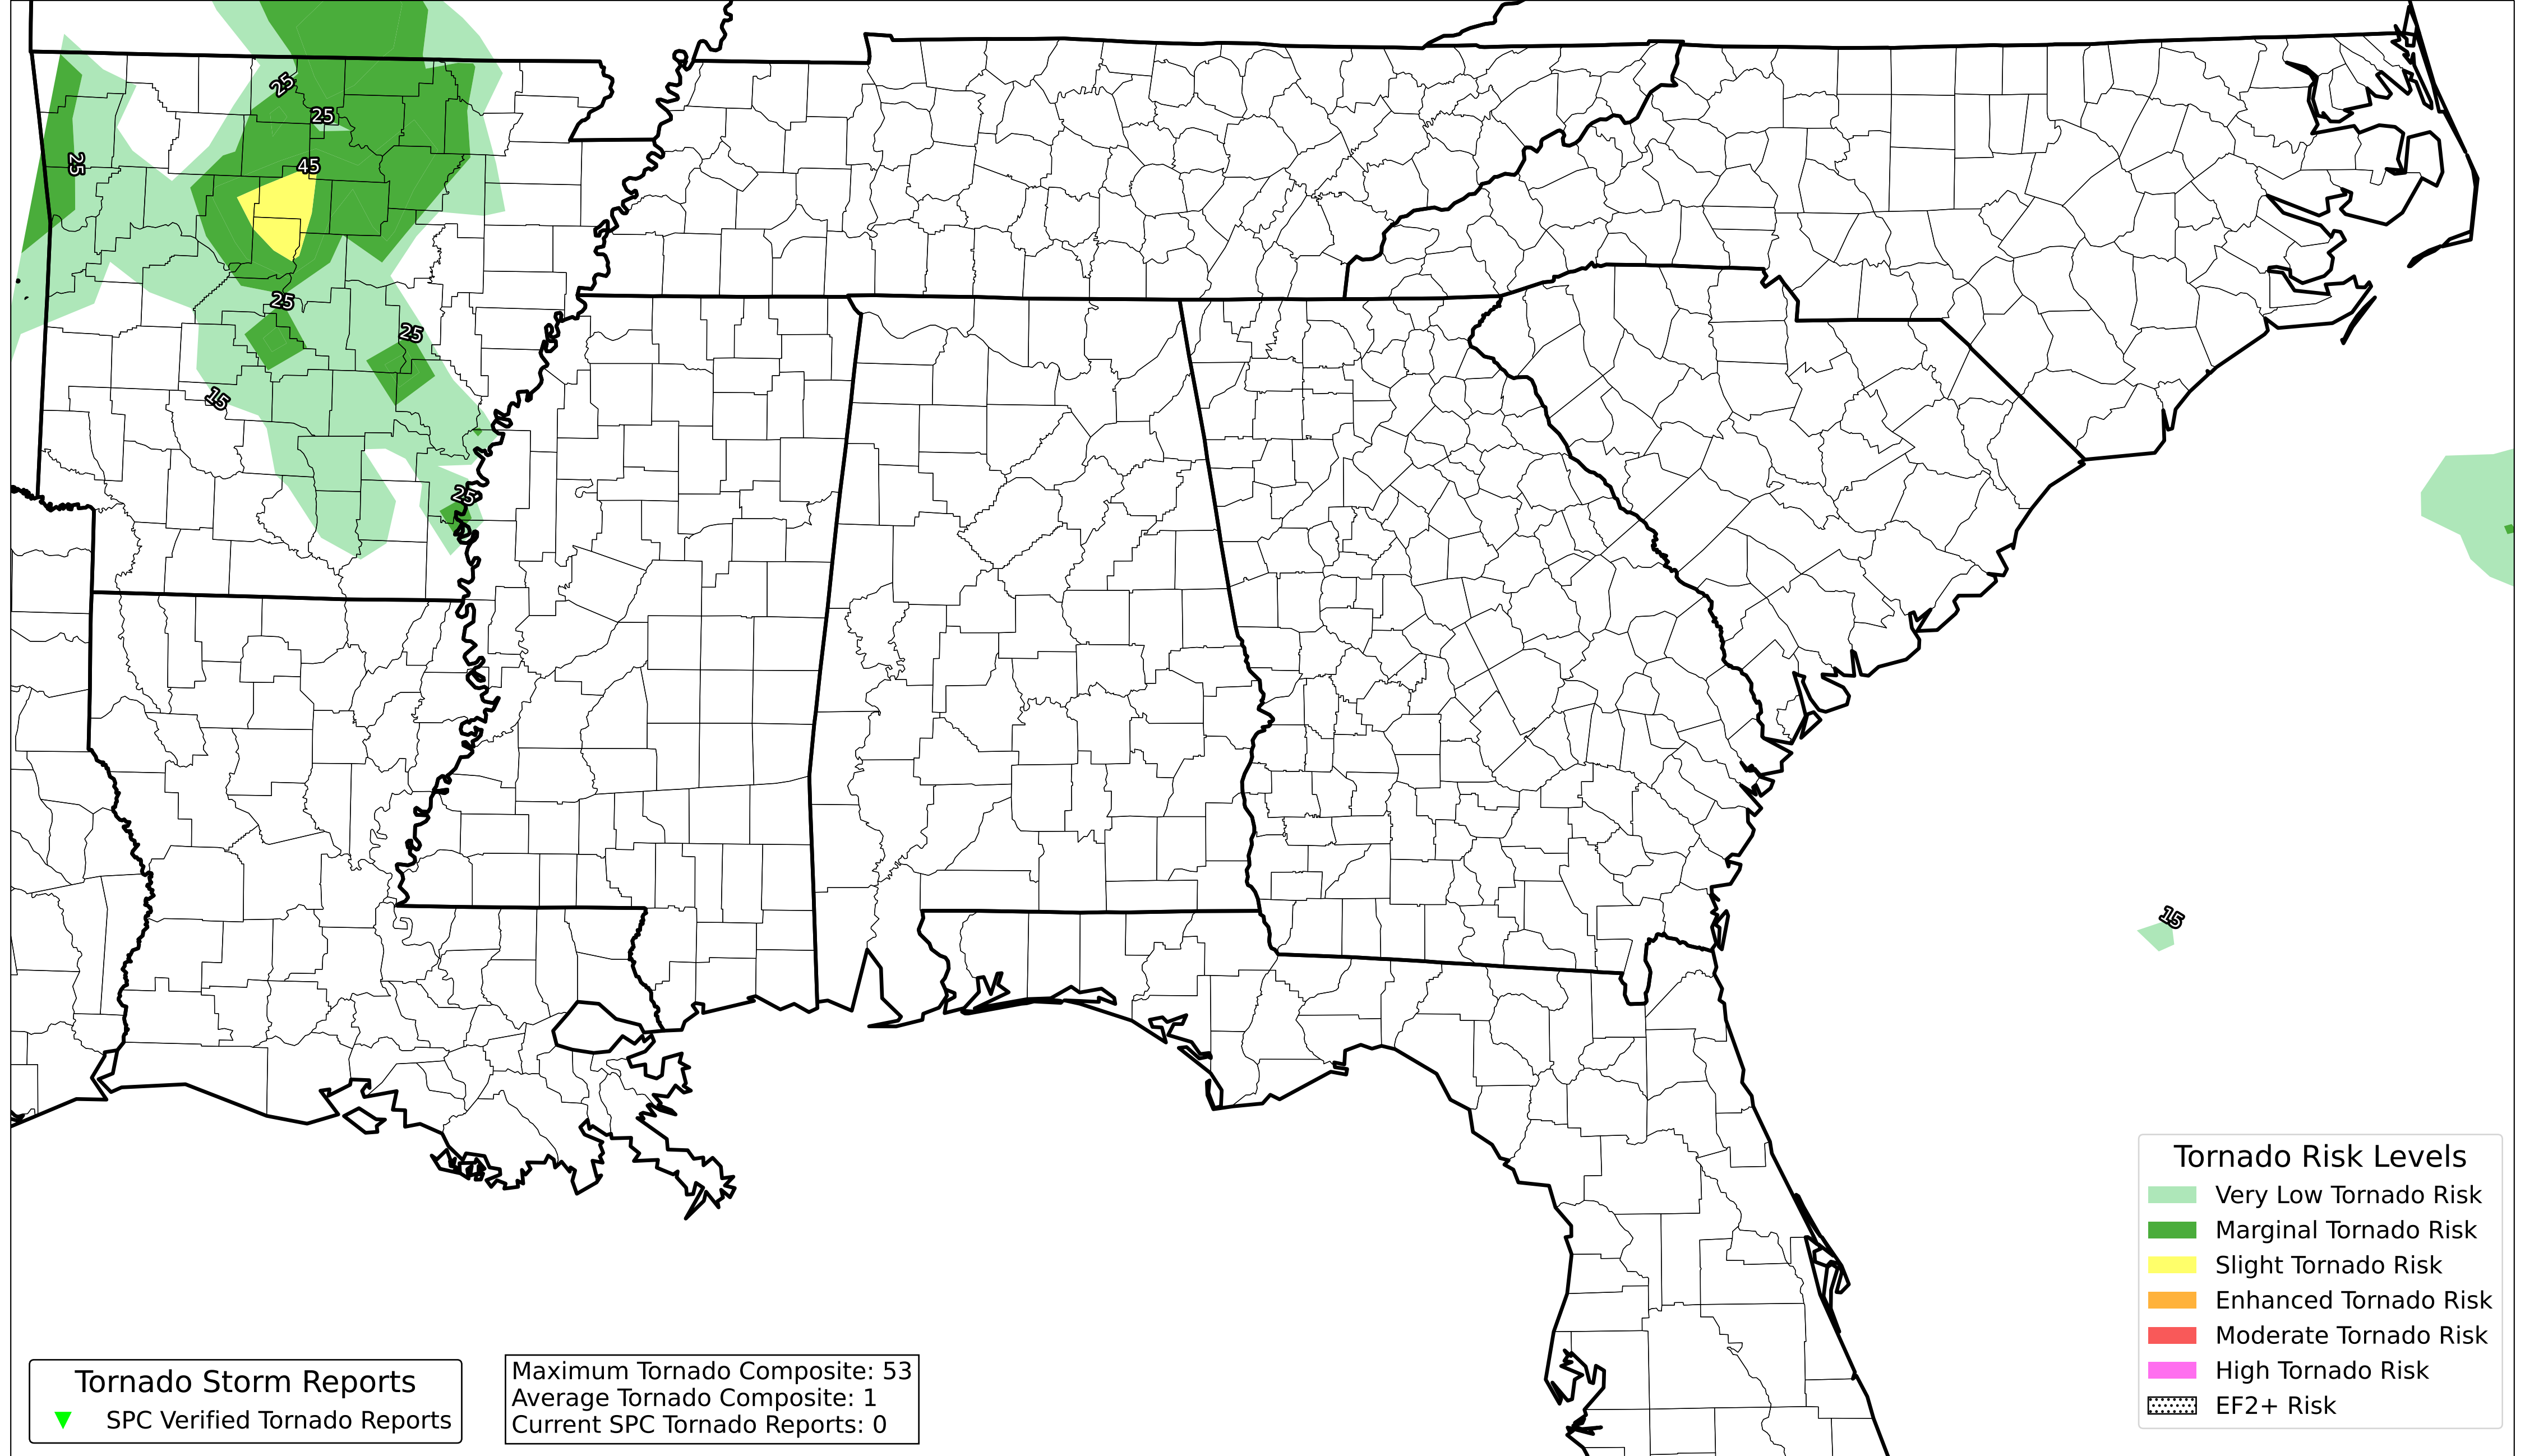 25
25
45
25
25
25
15
25
15
Tornado Risk Levels
Very Low Tornado Risk
Marginal Tornado Risk
Slight Tornado Risk
Enhanced Tornado Risk
Moderate Tornado Risk
High Tornado Risk
EF2+ Risk
Tornado Storm Reports
SPC Verified Tornado Reports
Maximum Tornado Composite: 53
Average Tornado Composite: 1
Current SPC Tornado Reports: 0